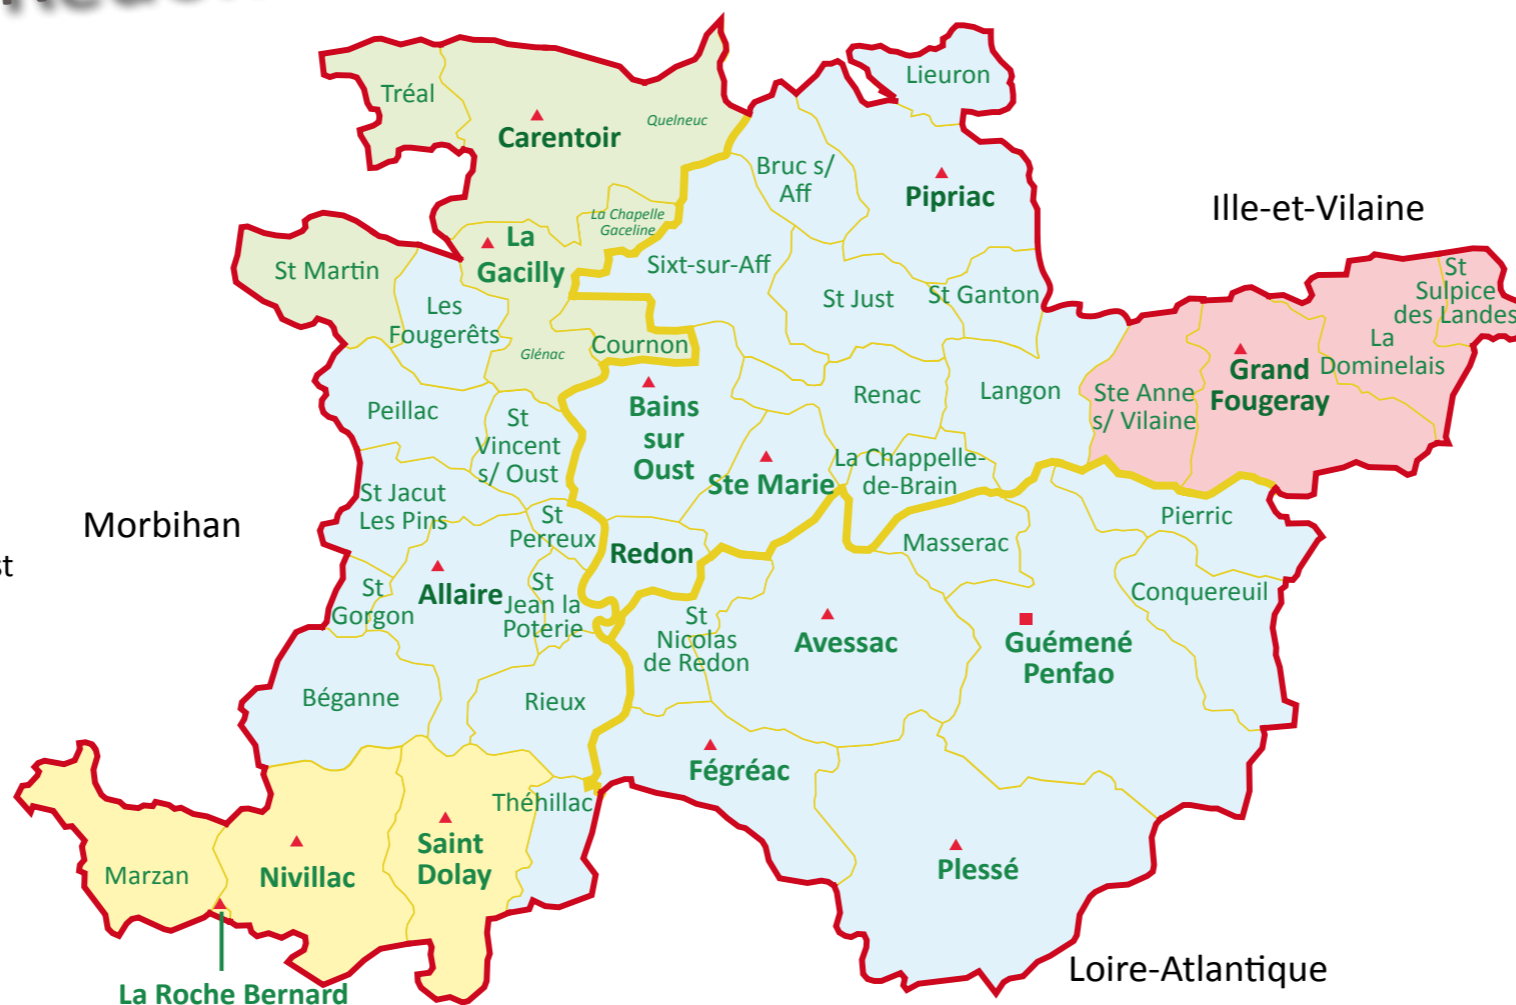 Tréal
Carentoir
Quelneuc
Lieuron
Bruc s/
Aff
Pipriac
Ille-et-Vilaine
La Chapelle
Gaceline
La
Gacilly
St Martin
Sixt-sur-Aff
St Just
St Ganton
St
Sulpice
des Landes
Les
Fougerêts
Glénac
Cournon
La
Dominelais
Grand
Fougeray
Ste Anne
s/ Vilaine
Peillac
St
Vincent
s/ Oust
Bains
sur
Oust
Renac
Langon
Ste Marie
La Chappelle-
de-Brain
St Jacut
Les Pins
Morbihan
St
Perreux
Redon
Masserac
Pierric
st
St
Gorgon
Allaire
St
Jean la
Poterie
Conquereuil
St
Nicolas
de Redon
Avessac
Guémené
Penfao
Béganne
Rieux
Fégréac
Théhillac
Marzan
Nivillac
Saint
Dolay
Plessé
La Roche Bernard
Loire-Atlantique